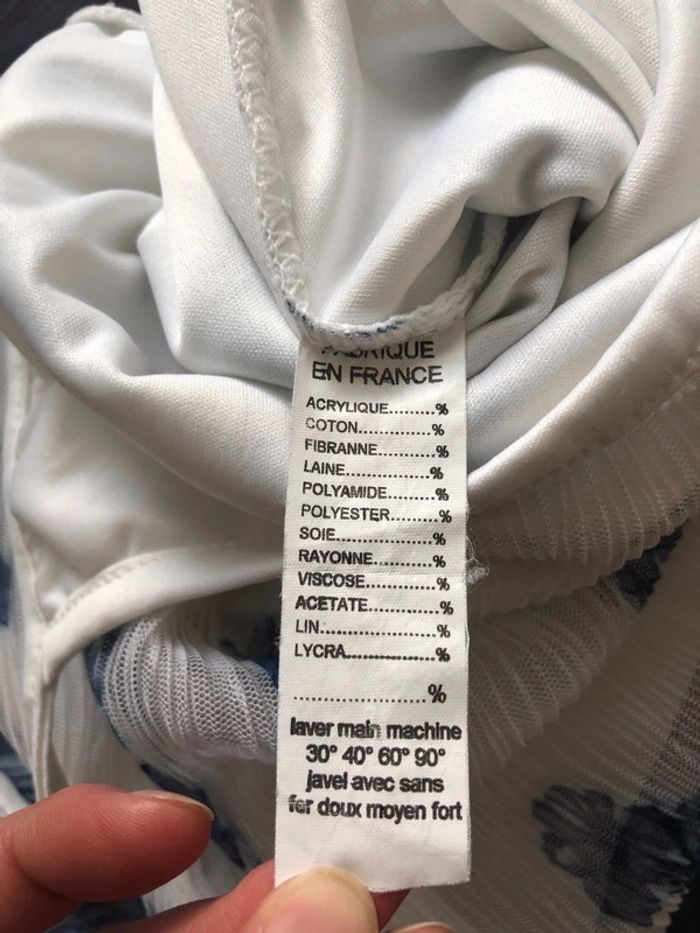 FABRIQUE
EN FRANCE
ACRYLIQUE.........%
COTON..............%
FIBRANNE...........%
LAINE.................%
POLYAMIDE.........%
POLYESTER.........%
SOIE...................%
RAYONNE............%
VISCOSE.............%
ACETATE.............%
LIN......................%
LYCRA.................%
......................%
laver main machine
30° 40° 60° 90°
javel avec sans
fer doux moyen fort